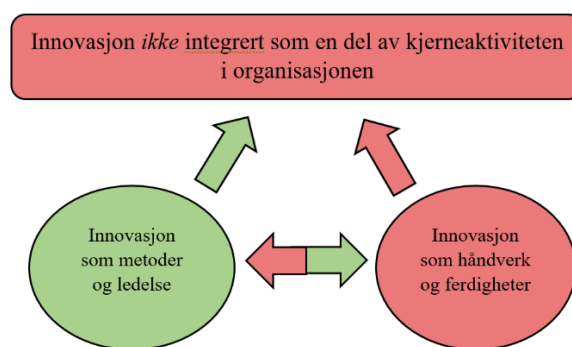 Innovasjon ikke integrert som en del av kjerneaktiviteten
i organisasjonen
Innovasjon
som metoder
og ledelse
Innovasjon
som håndverk
og ferdigheter